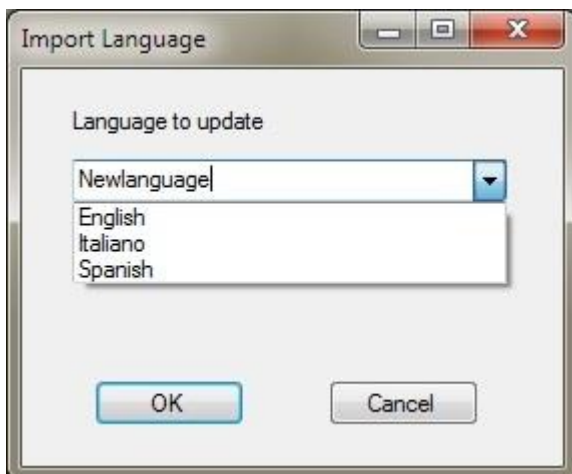 Import Language
Language to update
Newlanguage
English
Italiano
Spanish
OK
Cancel